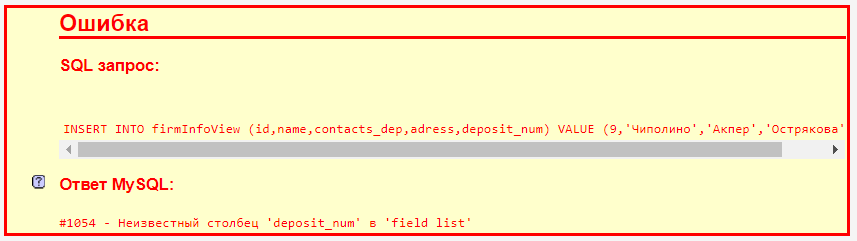 Ошибка
SQL запрос:
INSERT INTO firmInfoView (id,name,contacts_dep,adress,deposit_num) VALUE (9,'Чиполино','Акпер','Острякова'
Ответ MySQL:
#1054 - Неизвестный столбец 'deposit_num' в 'field list'